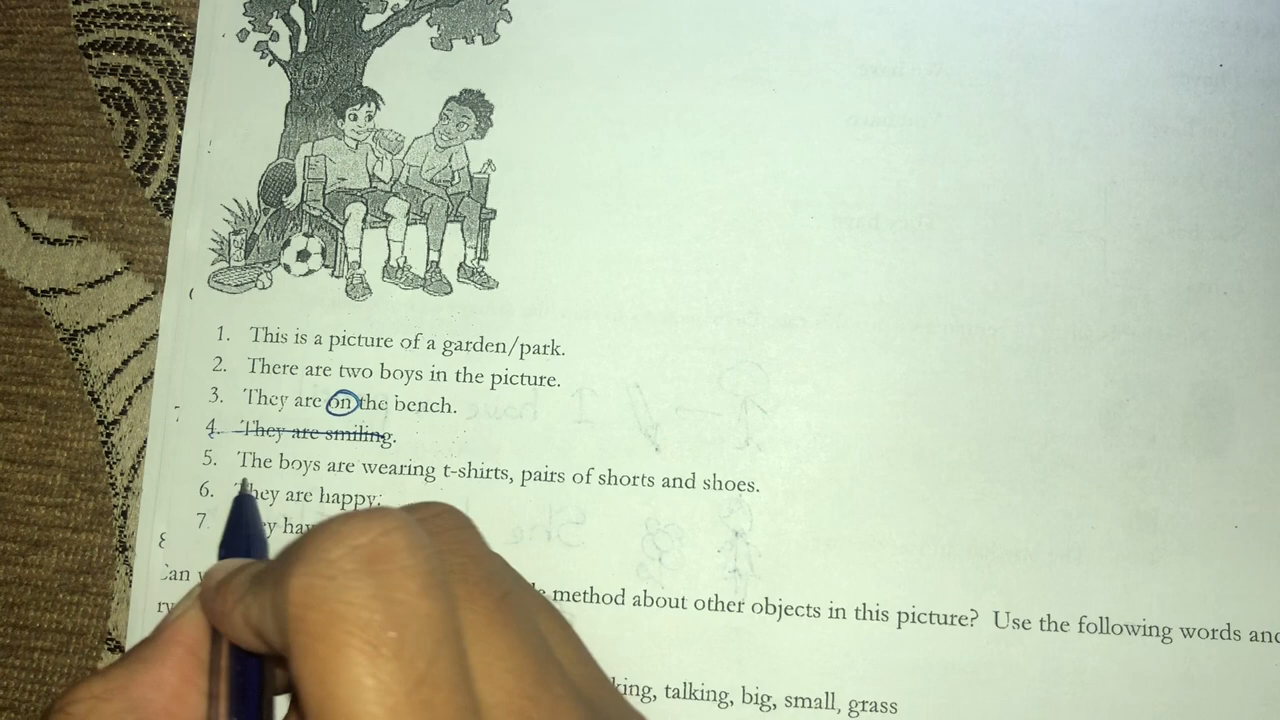 1. This is a picture of a garden/park.
2. There are two boys in the picture.
3. They are on the bench.
4. They are smiling.
5. The boys are wearing t-shirts, pairs of shorts and shoes.
6. They are happy.
7.
8
method about other objects in this picture? Use the following words and
talking, big, small, grass